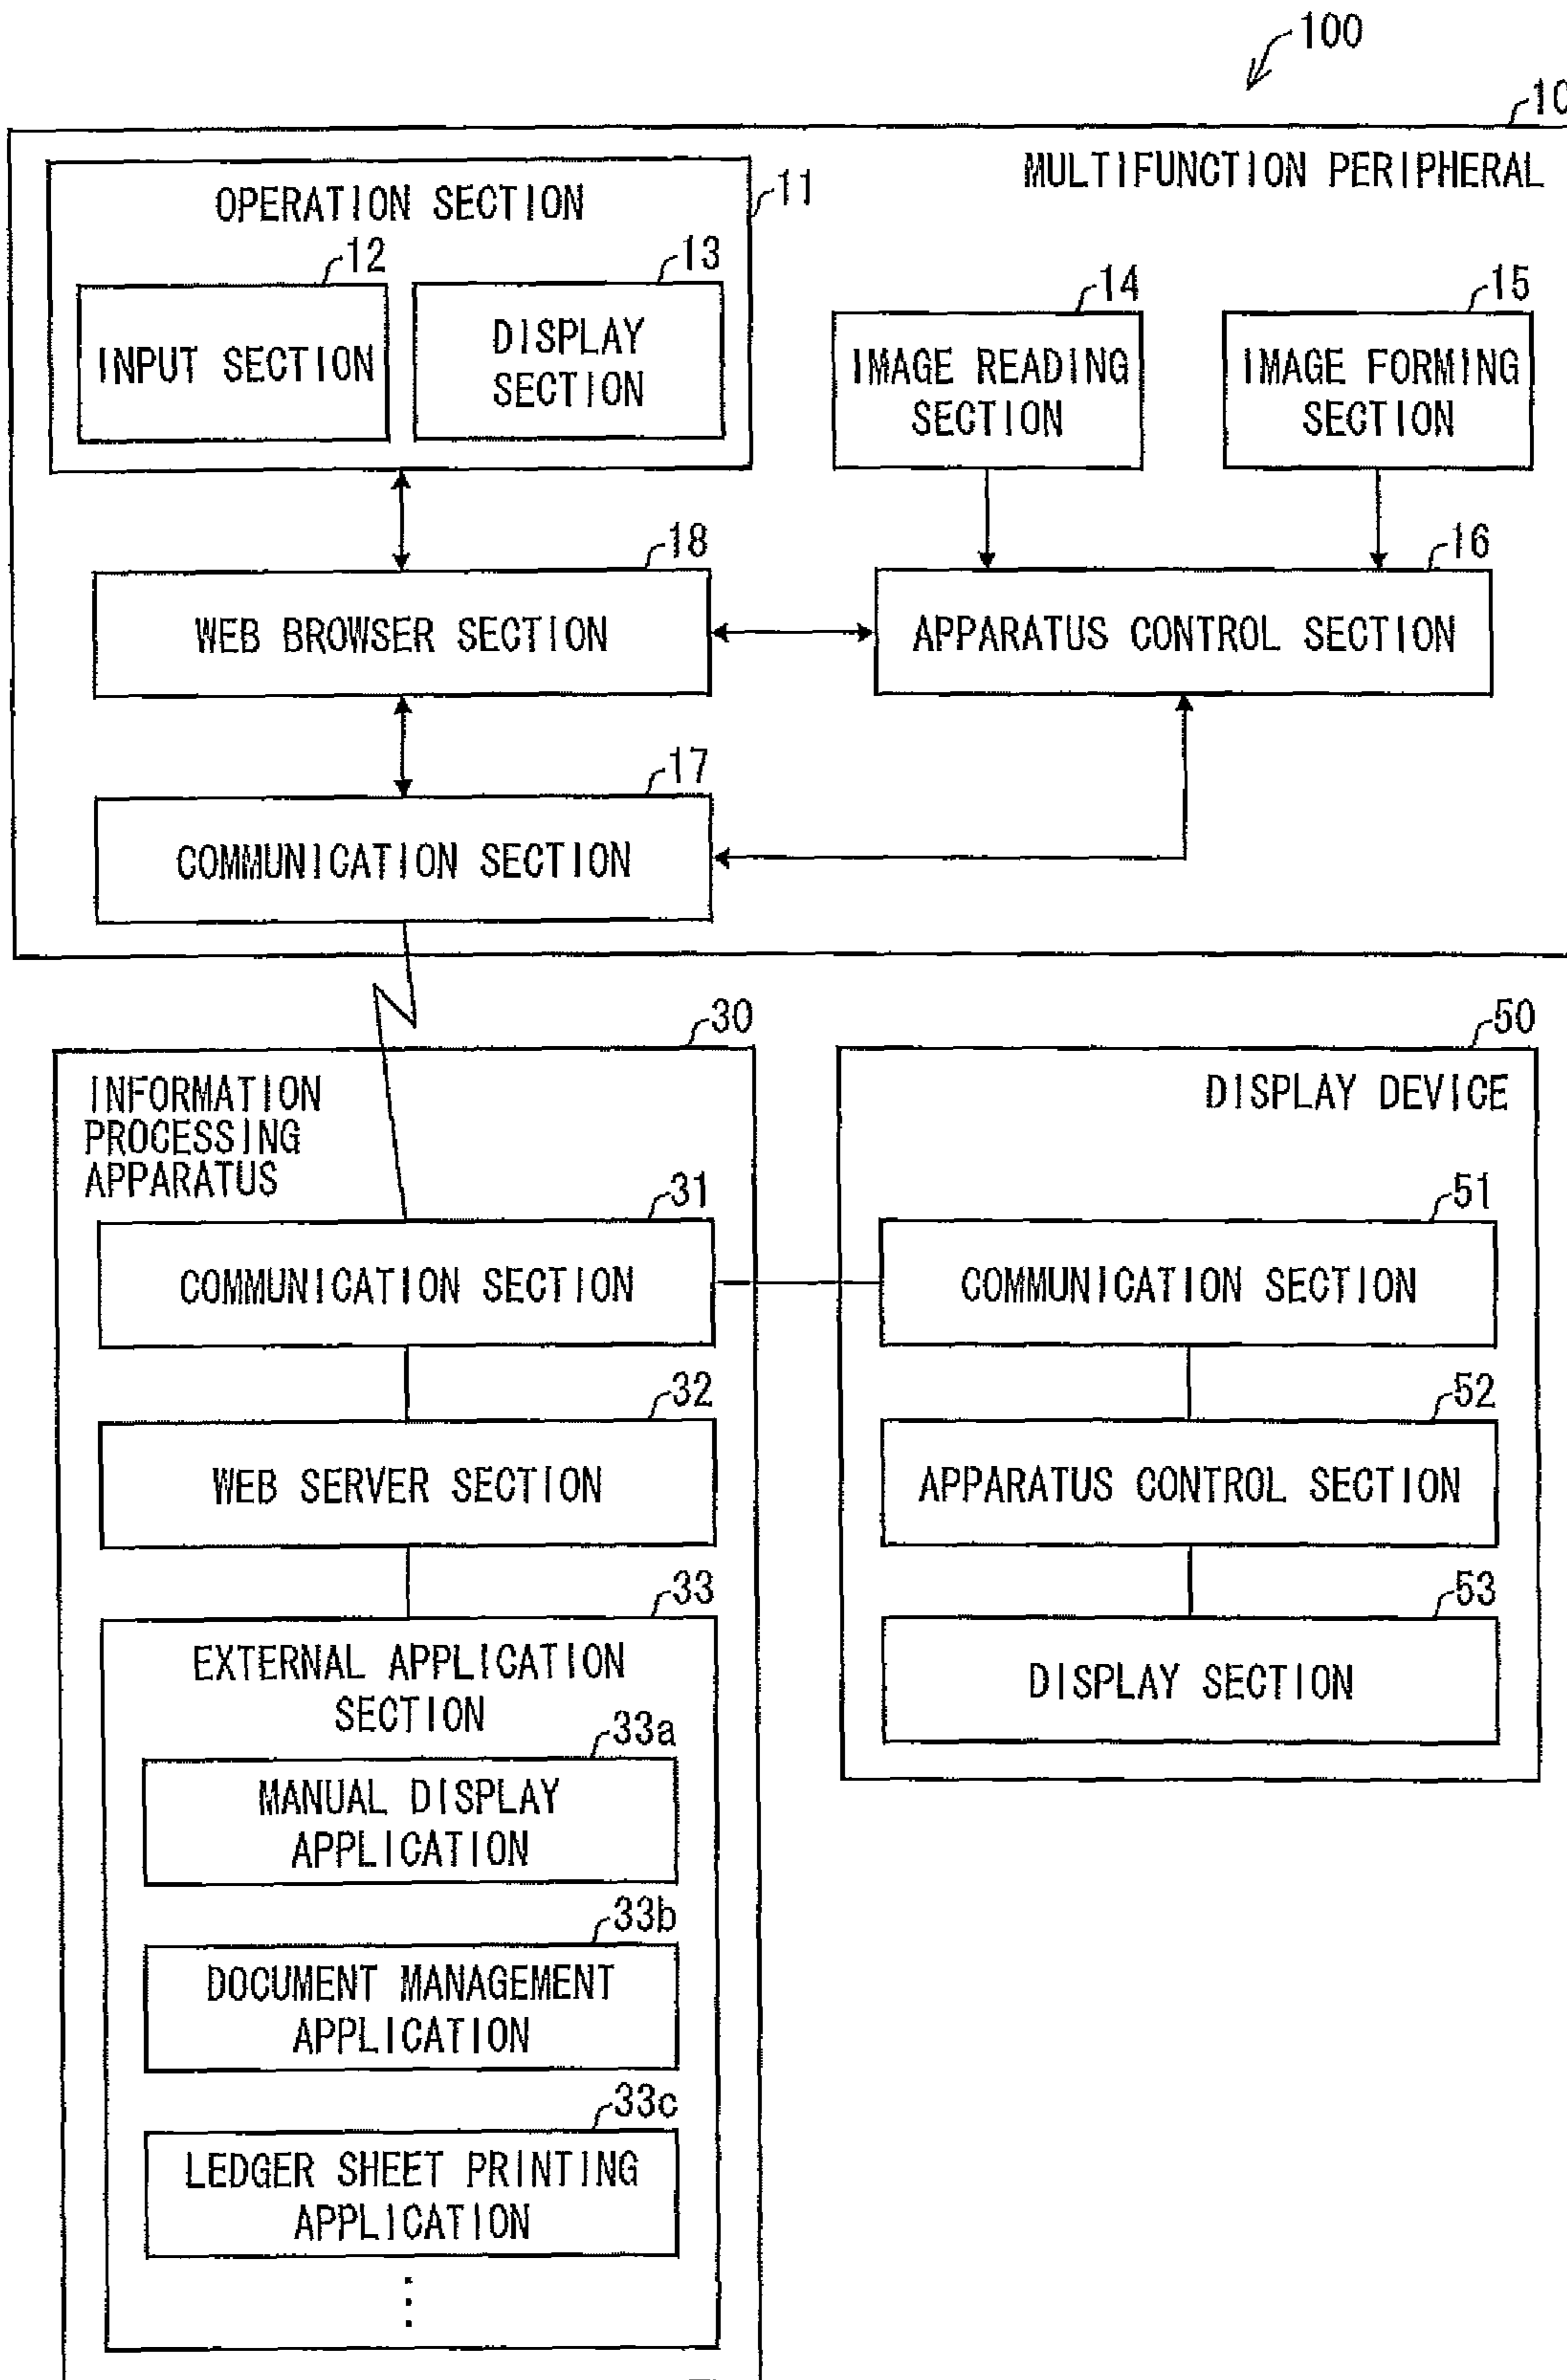 100
10
MULTIFUNCTION PERIPHERAL
11
OPERATION SECTION
12
INPUT SECTION
13
DISPLAY
SECTION
14
IMAGE READING
SECTION
15
IMAGE FORMING
SECTION
18
WEB BROWSER SECTION
16
APPARATUS CONTROL SECTION
17
COMMUNICATION SECTION
30
INFORMATION
PROCESSING
APPARATUS
31
COMMUNICATION SECTION
32
WEB SERVER SECTION
33
EXTERNAL APPLICATION
SECTION
33a
MANUAL DISPLAY
APPLICATION
33b
DOCUMENT MANAGEMENT
APPLICATION
33c
LEDGER SHEET PRINTING
APPLICATION
50
DISPLAY DEVICE
51
COMMUNICATION SECTION
52
APPARATUS CONTROL SECTION
53
DISPLAY SECTION